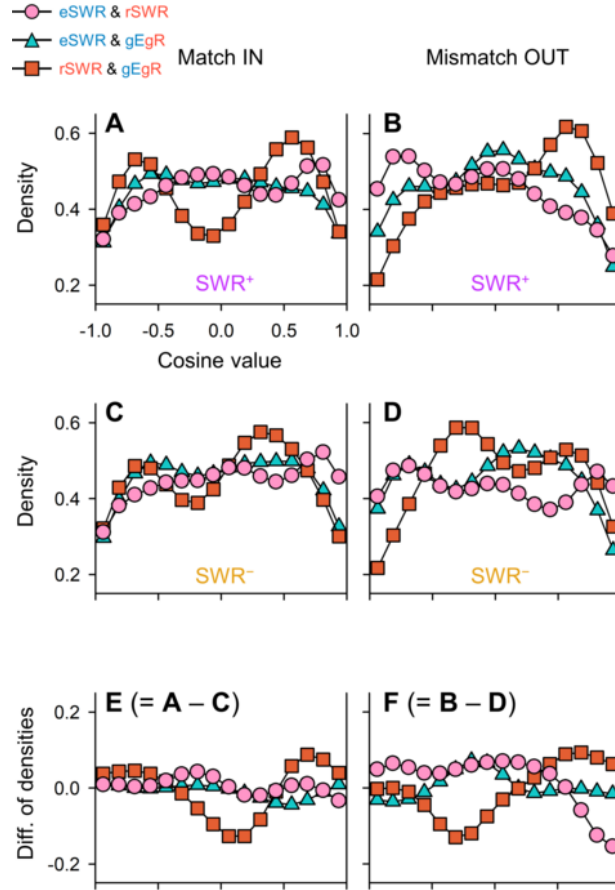 eSWR & rSWR
eSWR & gEgR
rSWR & gEgR
Match IN
Mismatch OUT
A
B
Density
0.6
0.4
0.2
SWR+
SWR+
-1.0 -0.5 0.0 0.5 1.0
Cosine value
C
D
Density
0.6
0.4
0.2
SWR−
SWR−
E (= A – C)
F (= B – D)
Diff. of densities
0.2
0.0
-0.2